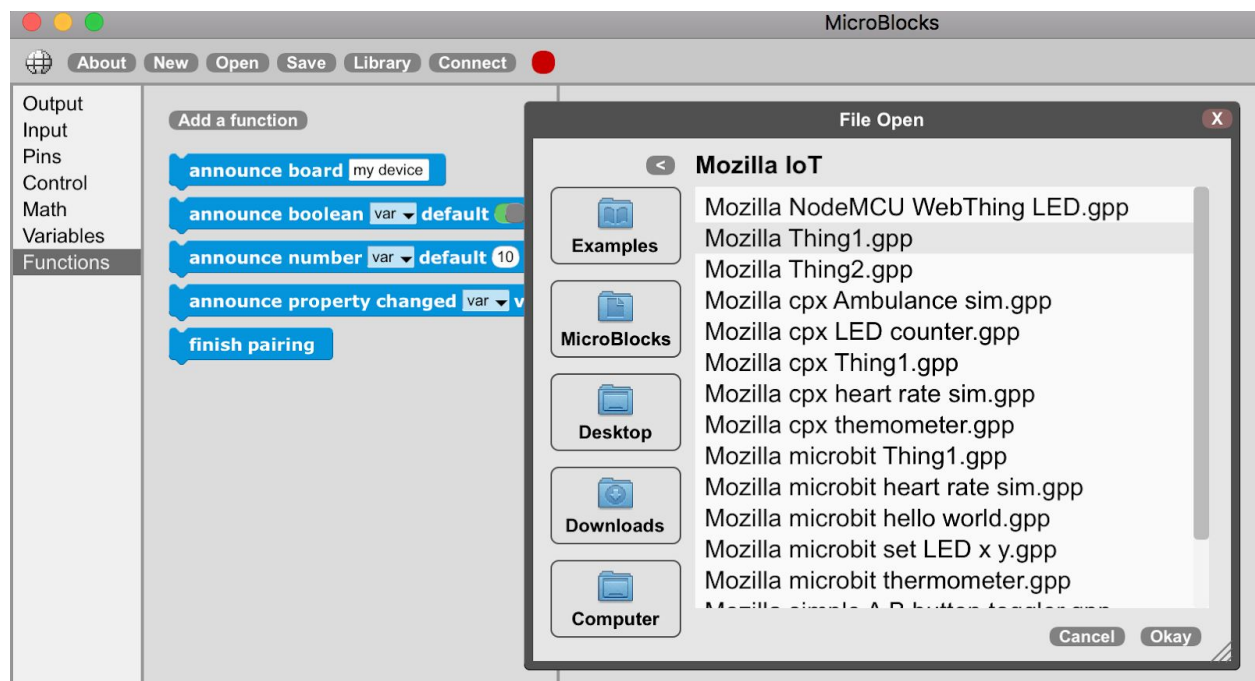 MicroBlocks
About New Open Save Library Connect
Output
Input
Pins
Control
Math
Variables
Functions
Add a function
announce board my device
announce boolean var default
announce number var default 10
announce property changed var v
finish pairing
File Open X
< Mozilla IoT
Examples
MicroBlocks
Desktop
Downloads
Computer
Mozilla NodeMCU WebThing LED.gpp
Mozilla Thing1.gpp
Mozilla Thing2.gpp
Mozilla cpx Ambulance sim.gpp
Mozilla cpx LED counter.gpp
Mozilla cpx Thing1.gpp
Mozilla cpx heart rate sim.gpp
Mozilla cpx themometer.gpp
Mozilla microbit Thing1.gpp
Mozilla microbit heart rate sim.gpp
Mozilla microbit hello world.gpp
Mozilla microbit set LED x y.gpp
Mozilla microbit thermometer.gpp
Cancel Okay